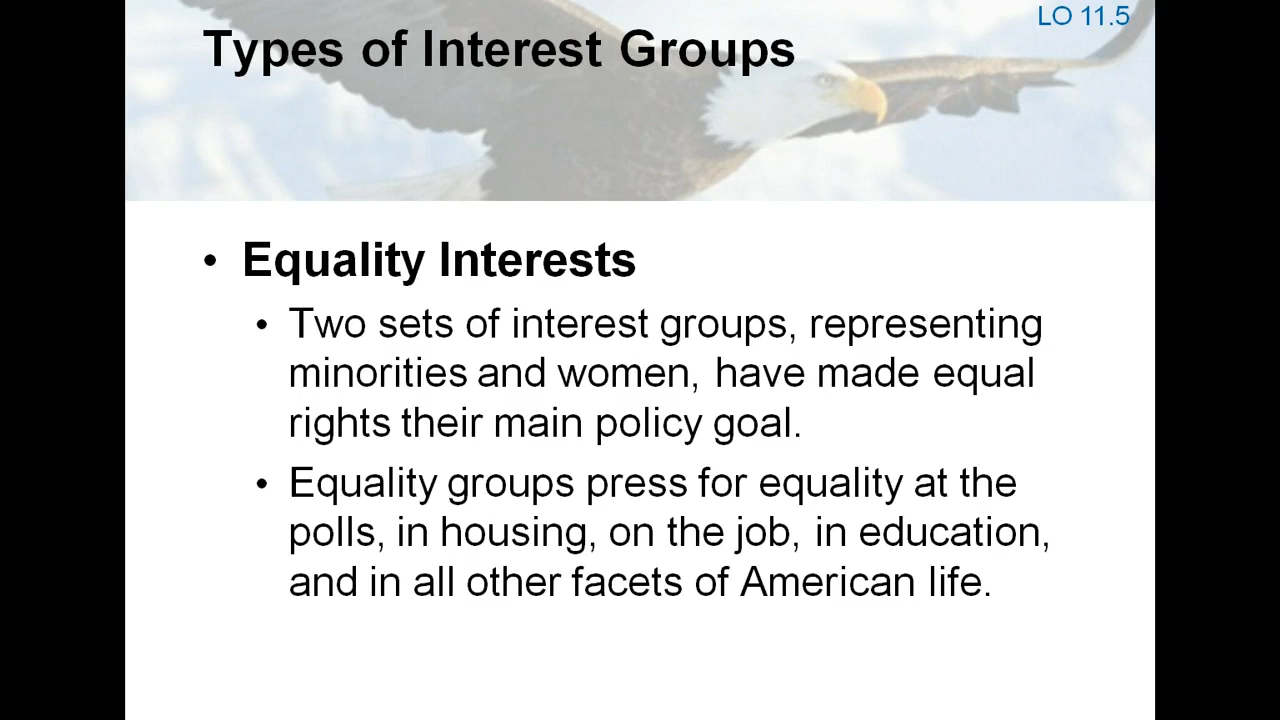 LO 11.5
Types of Interest Groups
• Equality Interests
• Two sets of interest groups, representing
minorities and women, have made equal
rights their main policy goal.
• Equality groups press for equality at the
polls, in housing, on the job, in education,
and in all other facets of American life.